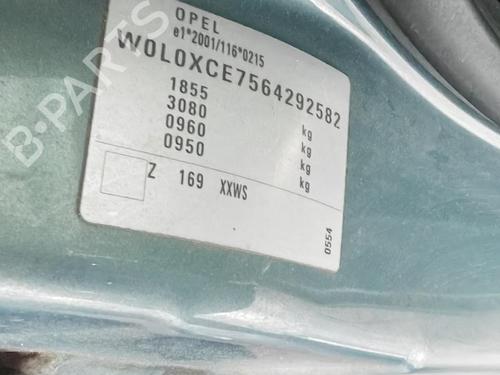 OPEL
e1*2001/116*0215
W0L0XCE7564292582
1855 kg
3080 kg
0960 kg
0950 kg
Z 169 XXWS
0554
B-PARTS